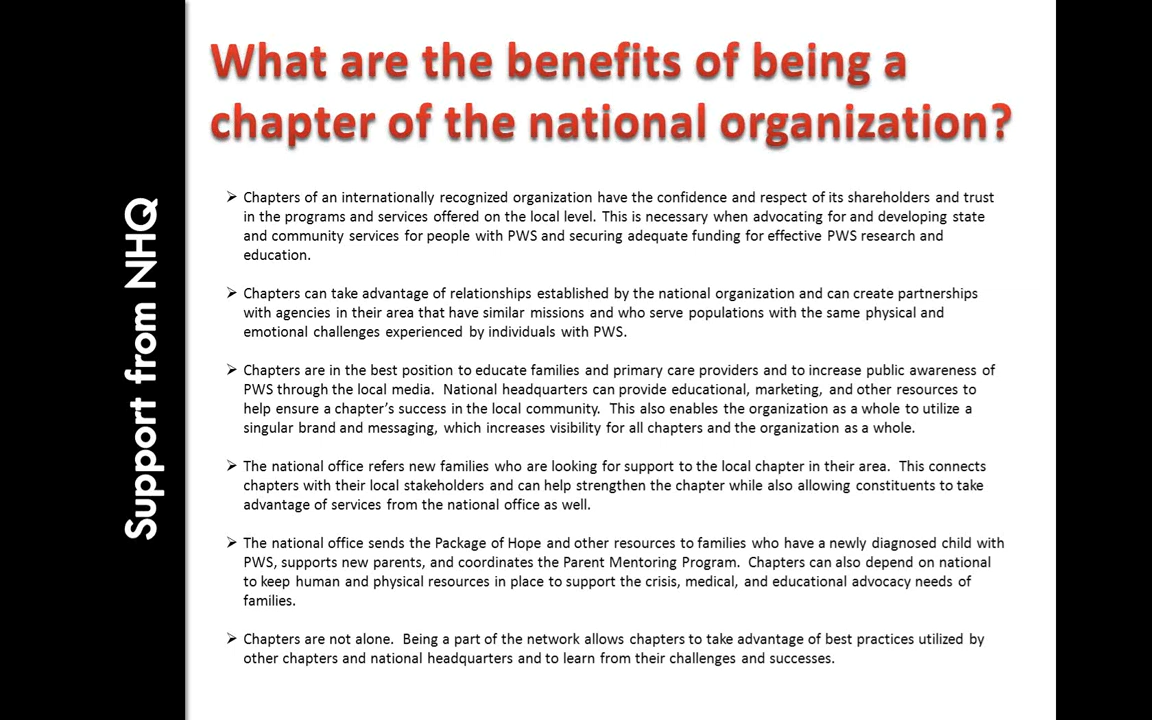 Support from NHQ
What are the benefits of being a
chapter of the national organization?
➢ Chapters of an internationally recognized organization have the confidence and respect of its shareholders and trust
in the programs and services offered on the local level. This is necessary when advocating for and developing state
and community services for people with PWS and securing adequate funding for effective PWS research and
education.
➢ Chapters can take advantage of relationships established by the national organization and can create partnerships
with agencies in their area that have similar missions and who serve populations with the same physical and
emotional challenges experienced by individuals with PWS.
➢ Chapters are in the best position to educate families and primary care providers and to increase public awareness of
PWS through the local media. National headquarters can provide educational, marketing, and other resources to
help ensure a chapter's success in the local community. This also enables the organization as a whole to utilize a
singular brand and messaging, which increases visibility for all chapters and the organization as a whole.
➢ The national office refers new families who are looking for support to the local chapter in their area. This connects
chapters with their local stakeholders and can help strengthen the chapter while also allowing constituents to take
advantage of services from the national office as well.
➢ The national office sends the Package of Hope and other resources to families who have a newly diagnosed child with
PWS, supports new parents, and coordinates the Parent Mentoring Program. Chapters can also depend on national
to keep human and physical resources in place to support the crisis, medical, and educational advocacy needs of
families.
➢ Chapters are not alone. Being a part of the network allows chapters to take advantage of best practices utilized by
other chapters and national headquarters and to learn from their challenges and successes.